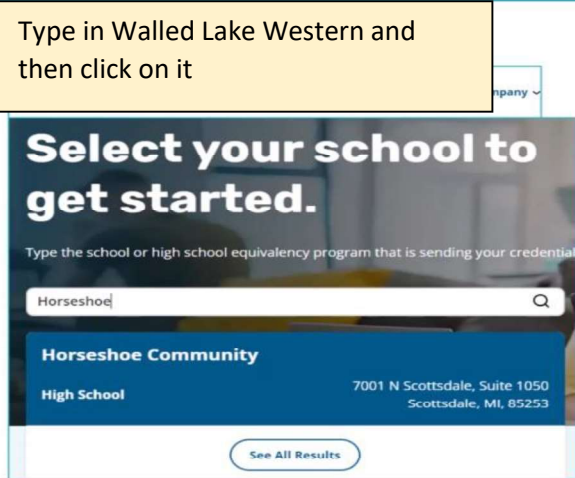 Type in Walled Lake Western and
then click on it
mpany
Select your school to
get started.
Type the school or high school equivalency program that is sending your credential
Horseshoe
Horseshoe Community
High School
7001 N Scottsdale, Suite 1050
Scottsdale, MI, 85253
See All Results